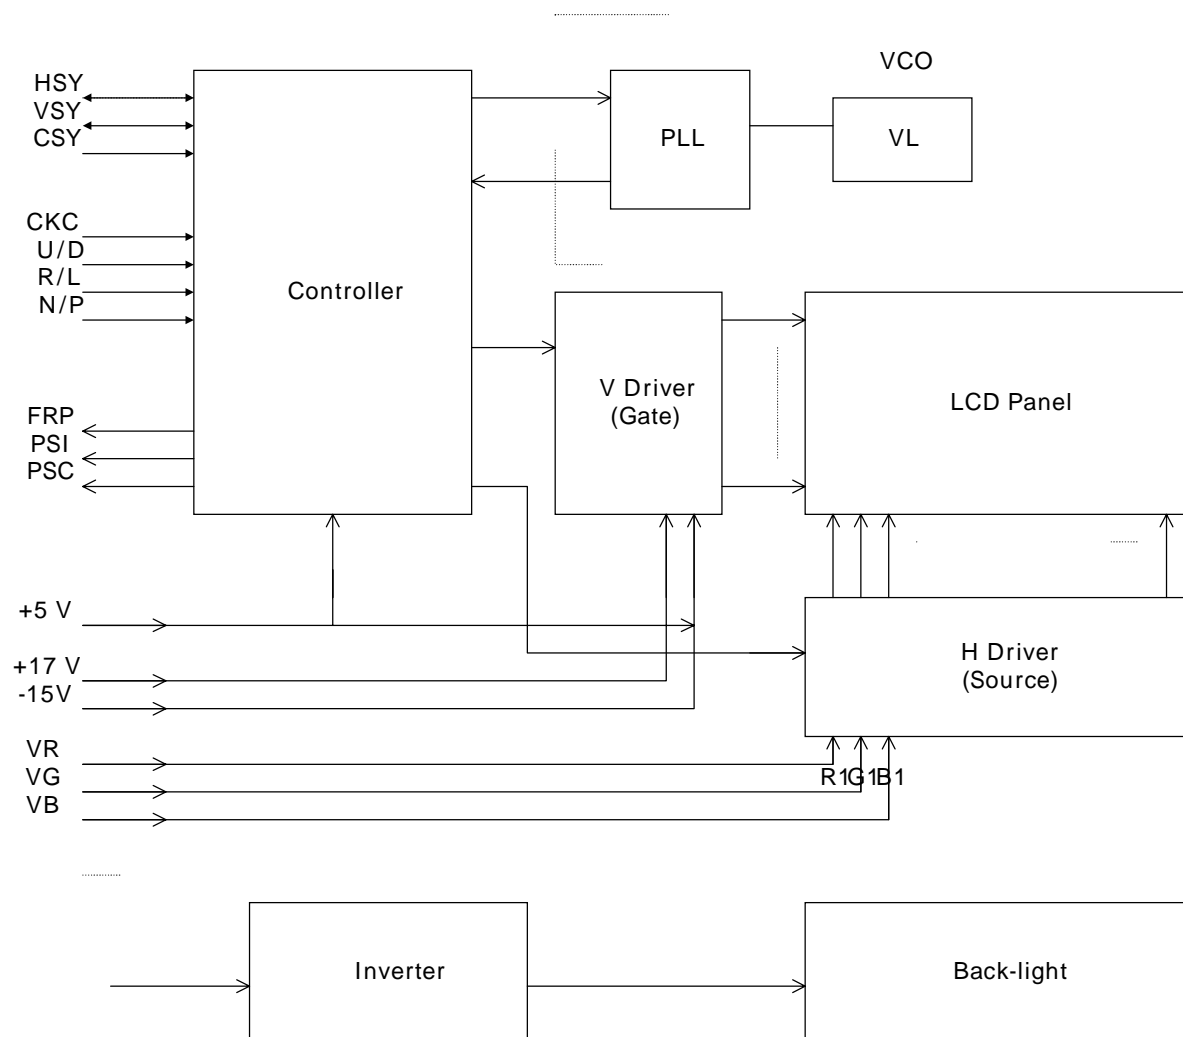 VCO
HSY
VSY
CSY
PLL
VL
CKC
U/D
R/L
N/P
Controller
V Driver
(Gate)
LCD Panel
FRP
PSI
PSC
+5 V
+17 V
-15V
H Driver
(Source)
VR
VG
VB
R1G1B1
Inverter
Back-light